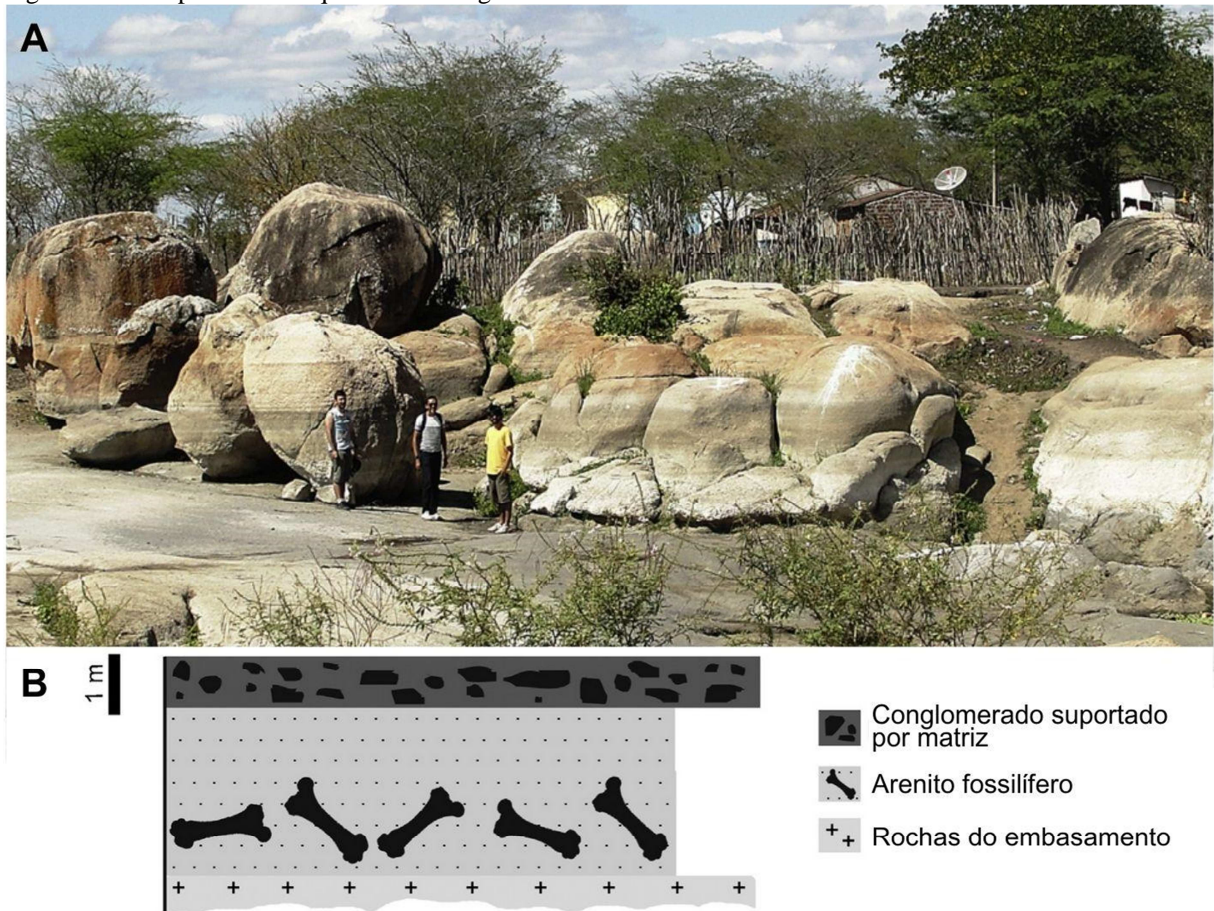 A
B
1 m
Conglomerado suportado
por matriz
Arenito fossilífero
Rochas do embasamento